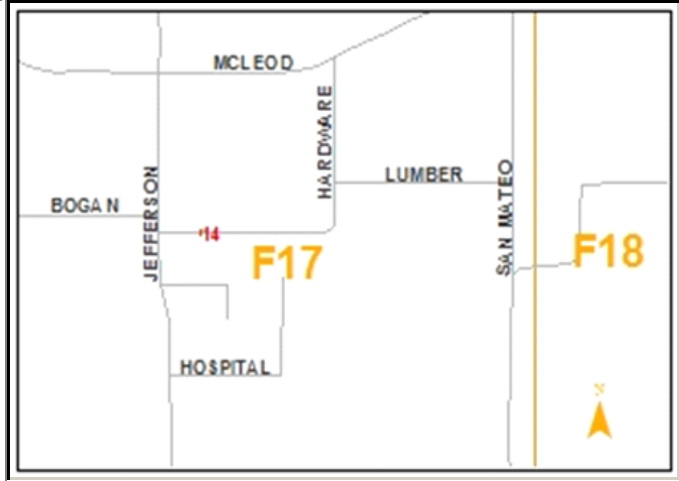 MCLEOD
HARDWARE
LUMBER
SAN MATEO
JEFFERSON
BOGAN
14
F17
F18
HOSPITAL
N